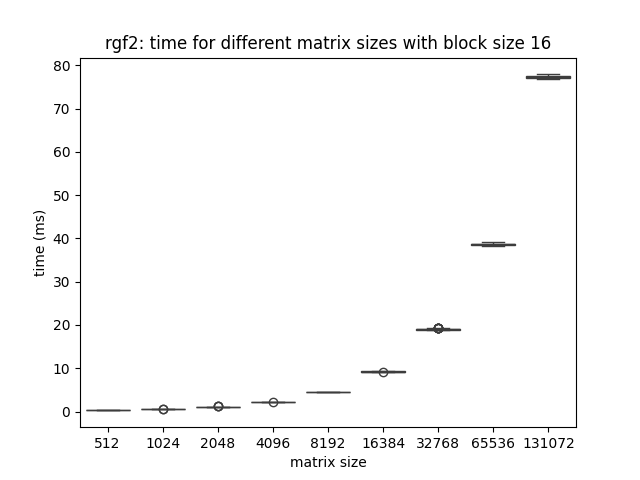 rgf2: time for different matrix sizes with block size 16
80
70
60
50
40
30
20
10
0
time (ms)
512 1024 2048 4096 8192 16384 32768 65536 131072
matrix size